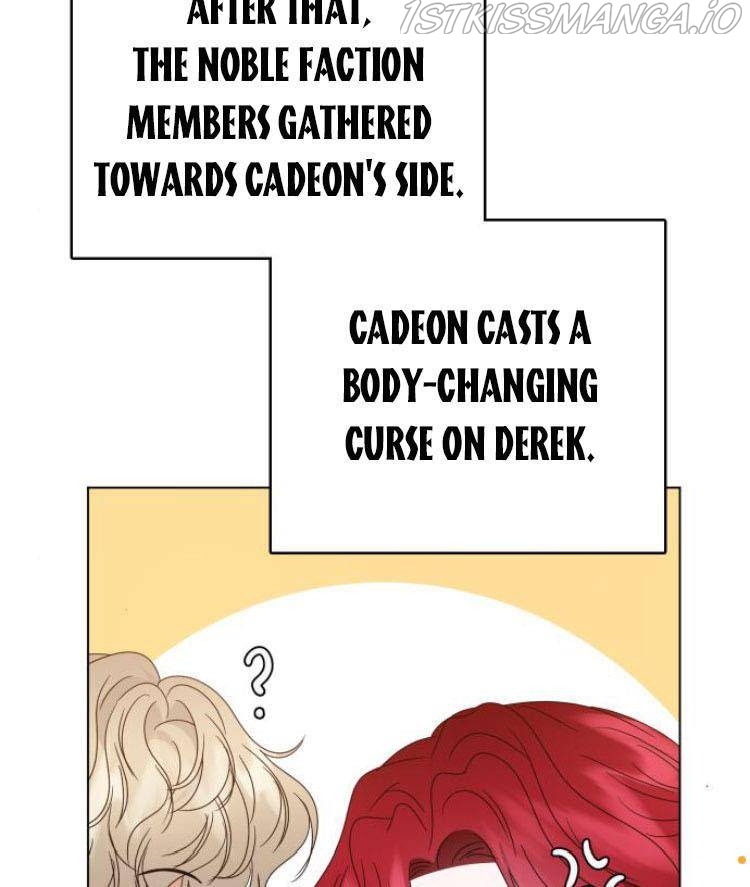 1STKISSMANGA.IO
AFTER THAT,
THE NOBLE FACTION
MEMBERS GATHERED
TOWARDS CADEON'S SIDE.
CADEON CASTS A
BODY-CHANGING
CURSE ON DEREK.
?